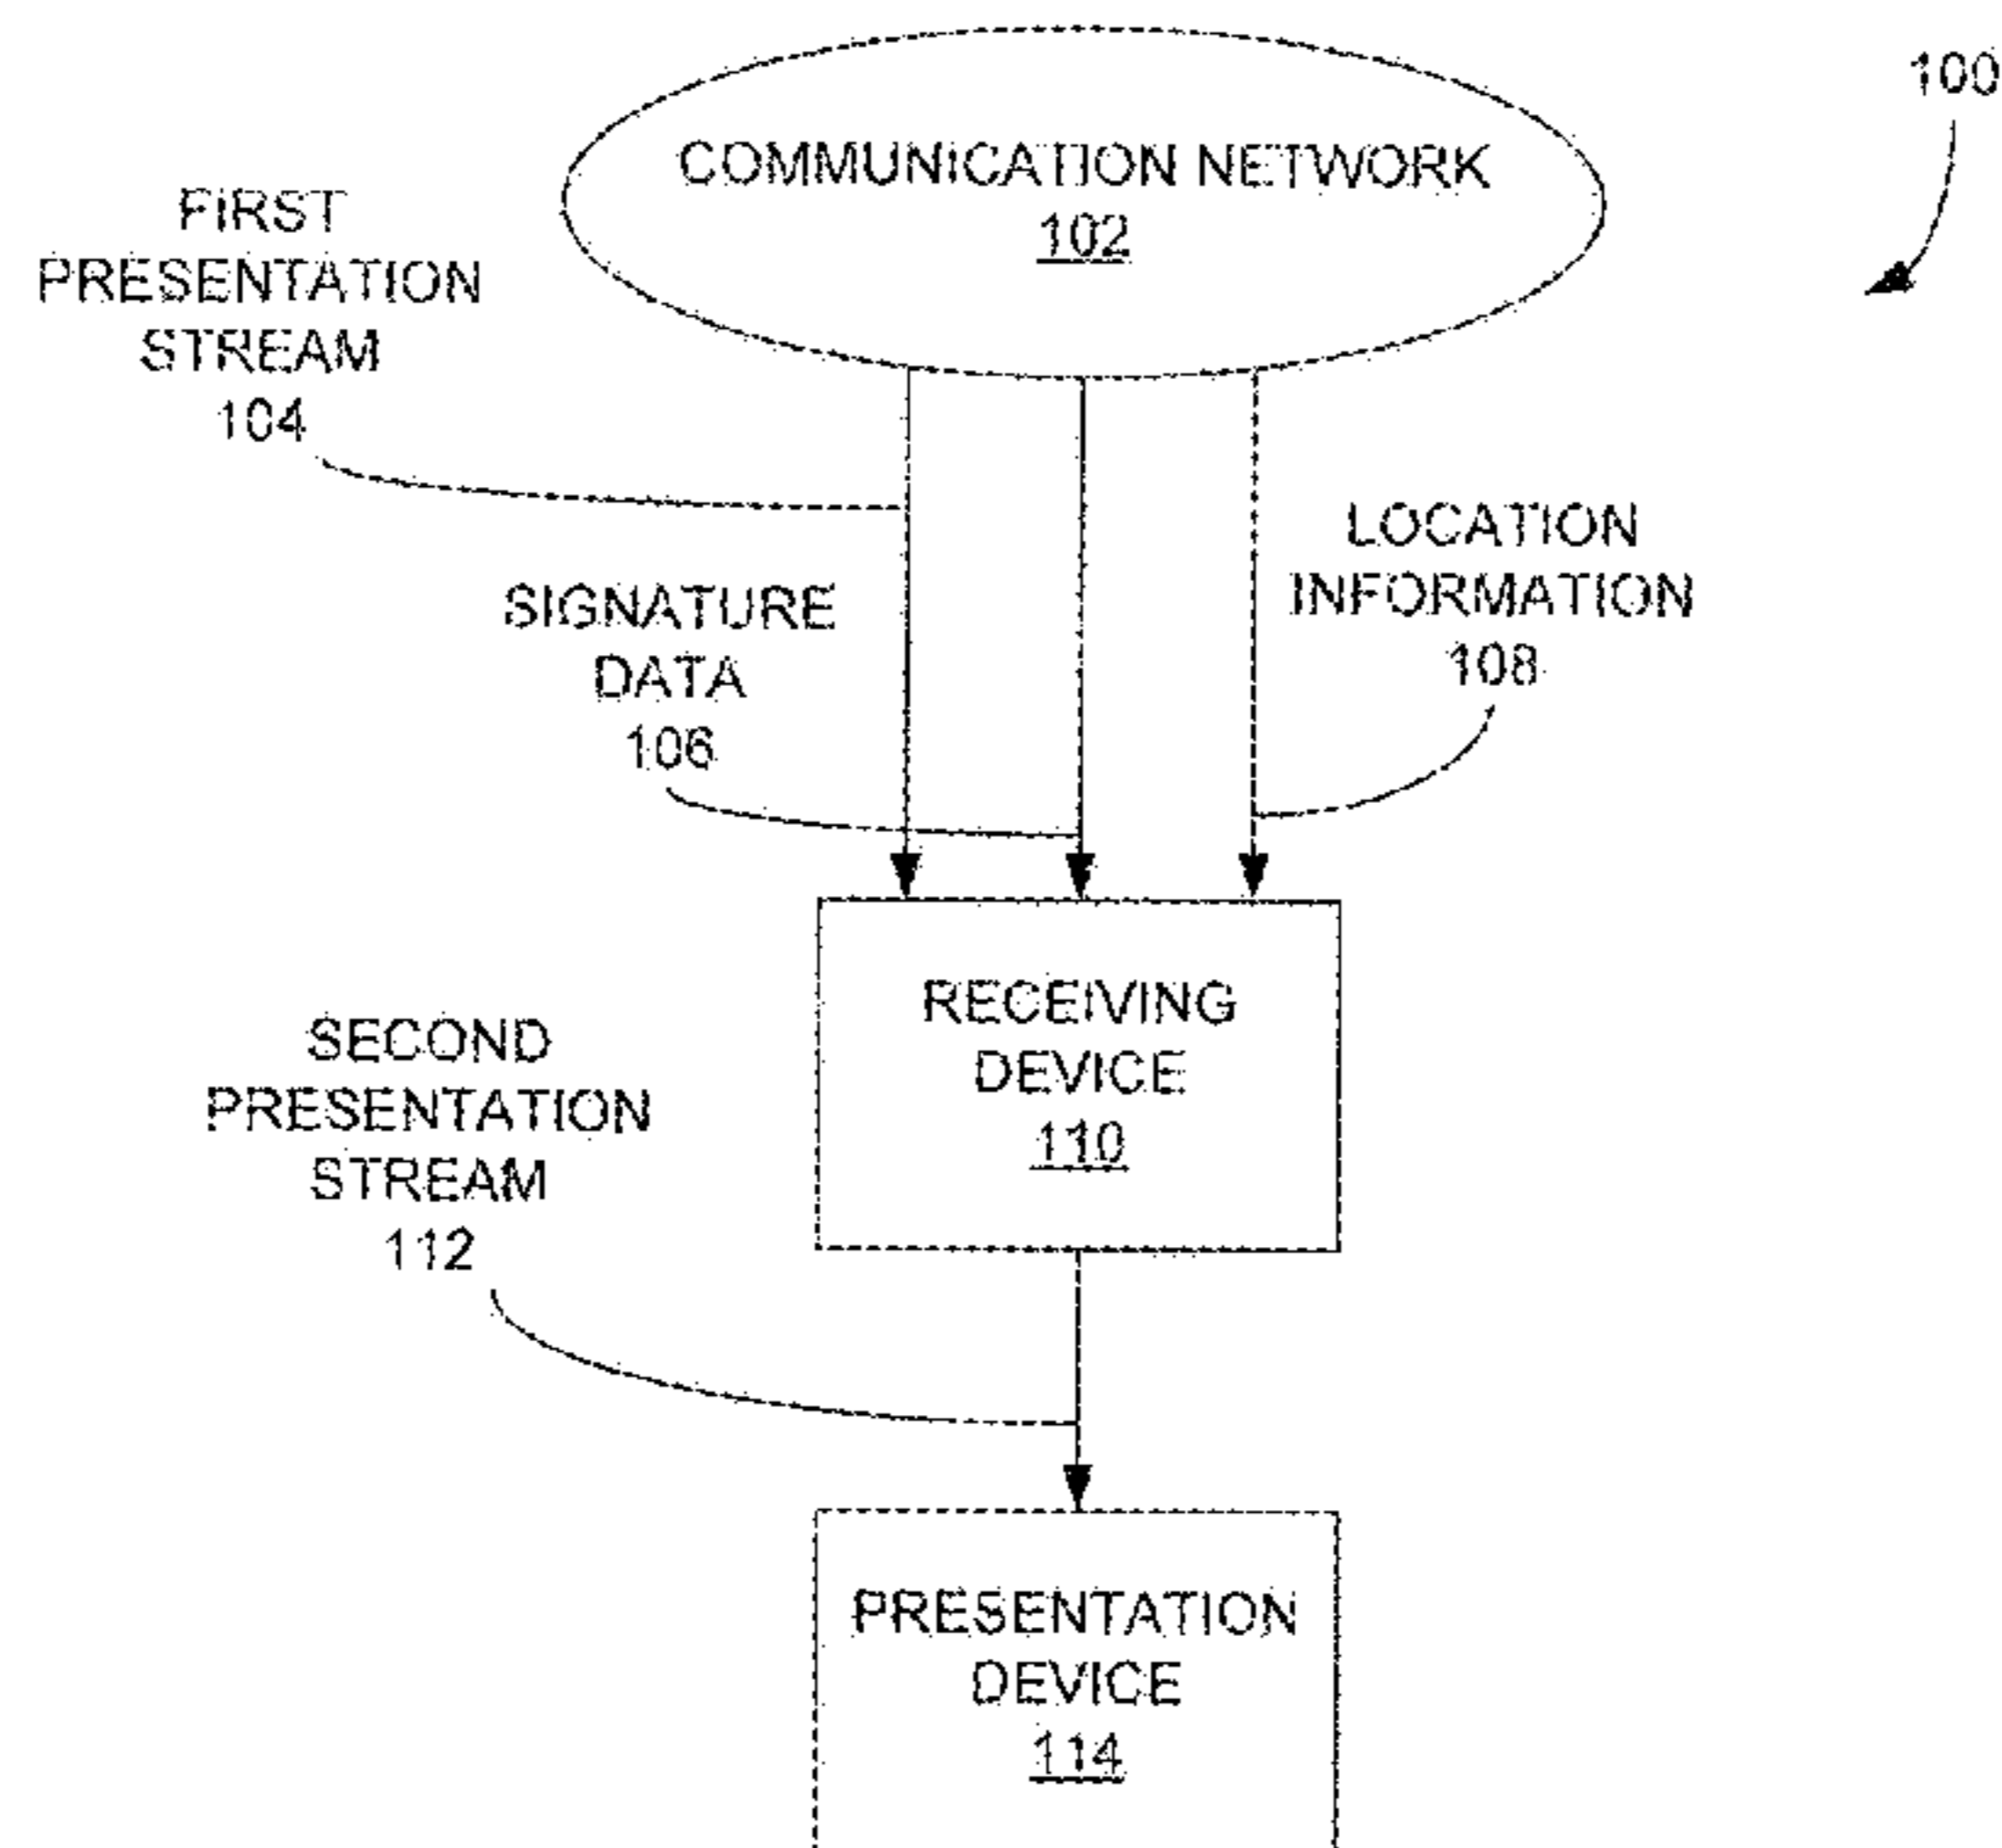 100
COMMUNICATION NETWORK
102
FIRST
PRESENTATION
STREAM
104
SIGNATURE
DATA
106
LOCATION
INFORMATION
108
RECEIVING
DEVICE
110
SECOND
PRESENTATION
STREAM
112
PRESENTATION
DEVICE
114